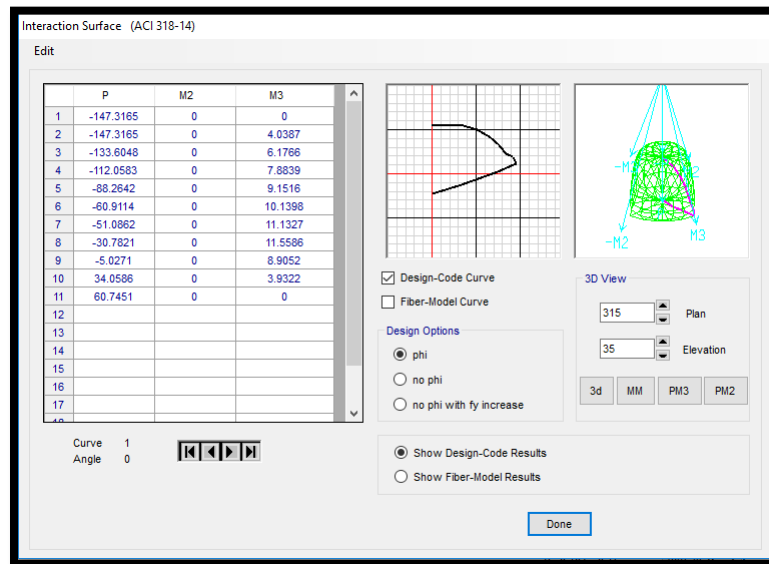 Interaction Surface (ACI 318-14)
Edit
P M2 M3
1 -147.3165 0 0
2 -147.3165 0 4.0387
3 -133.6048 0 6.1766
4 -112.0583 0 7.8839
5 -88.2642 0 9.1516
6 -60.9114 0 10.1398
7 -51.0862 0 11.1327
8 -30.7821 0 11.5586
9 -5.0271 0 8.9052
10 34.0586 0 3.9322
11 60.7451 0 0
12
13
14
15
16
17
Curve 1
Angle 0
-M2
M3
Design-Code Curve
Fiber-Model Curve
Design Options
phi
no phi
no phi with fy increase
3D View
315 Plan
35 Elevation
3d MM PM3 PM2
Show Design-Code Results
Show Fiber-Model Results
Done